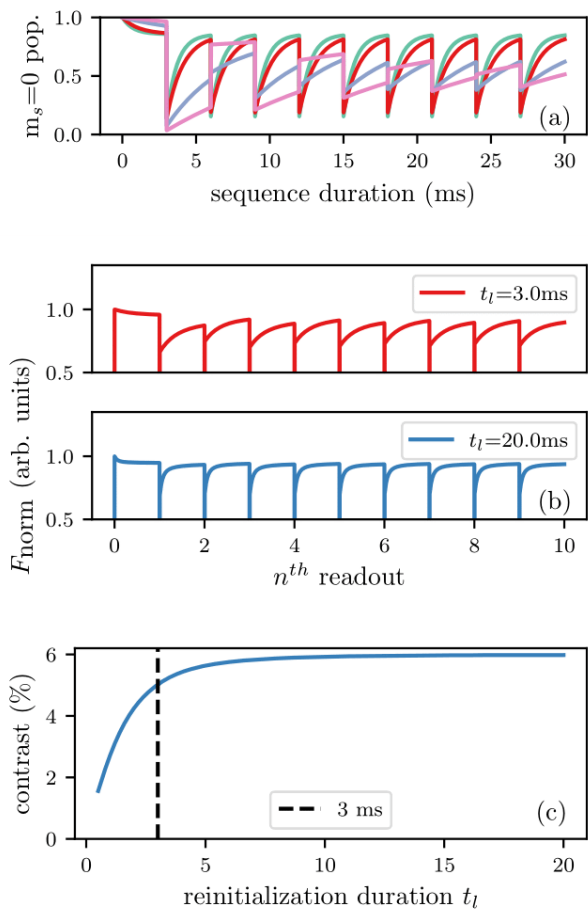 1.0
0.5
0.0
m_s=0 pop.
(a)
0 5 10 15 20 25 30
sequence duration (ms)
1.0
0.5
t_l=3.0ms
Fnorm (arb. units)
1.0
0.5
t_l=20.0ms
(b)
0 2 4 6 8 10
n^{th} readout
6
4
2
0
contrast (%)
3 ms
(c)
0 5 10 15 20
reinitialization duration t_l